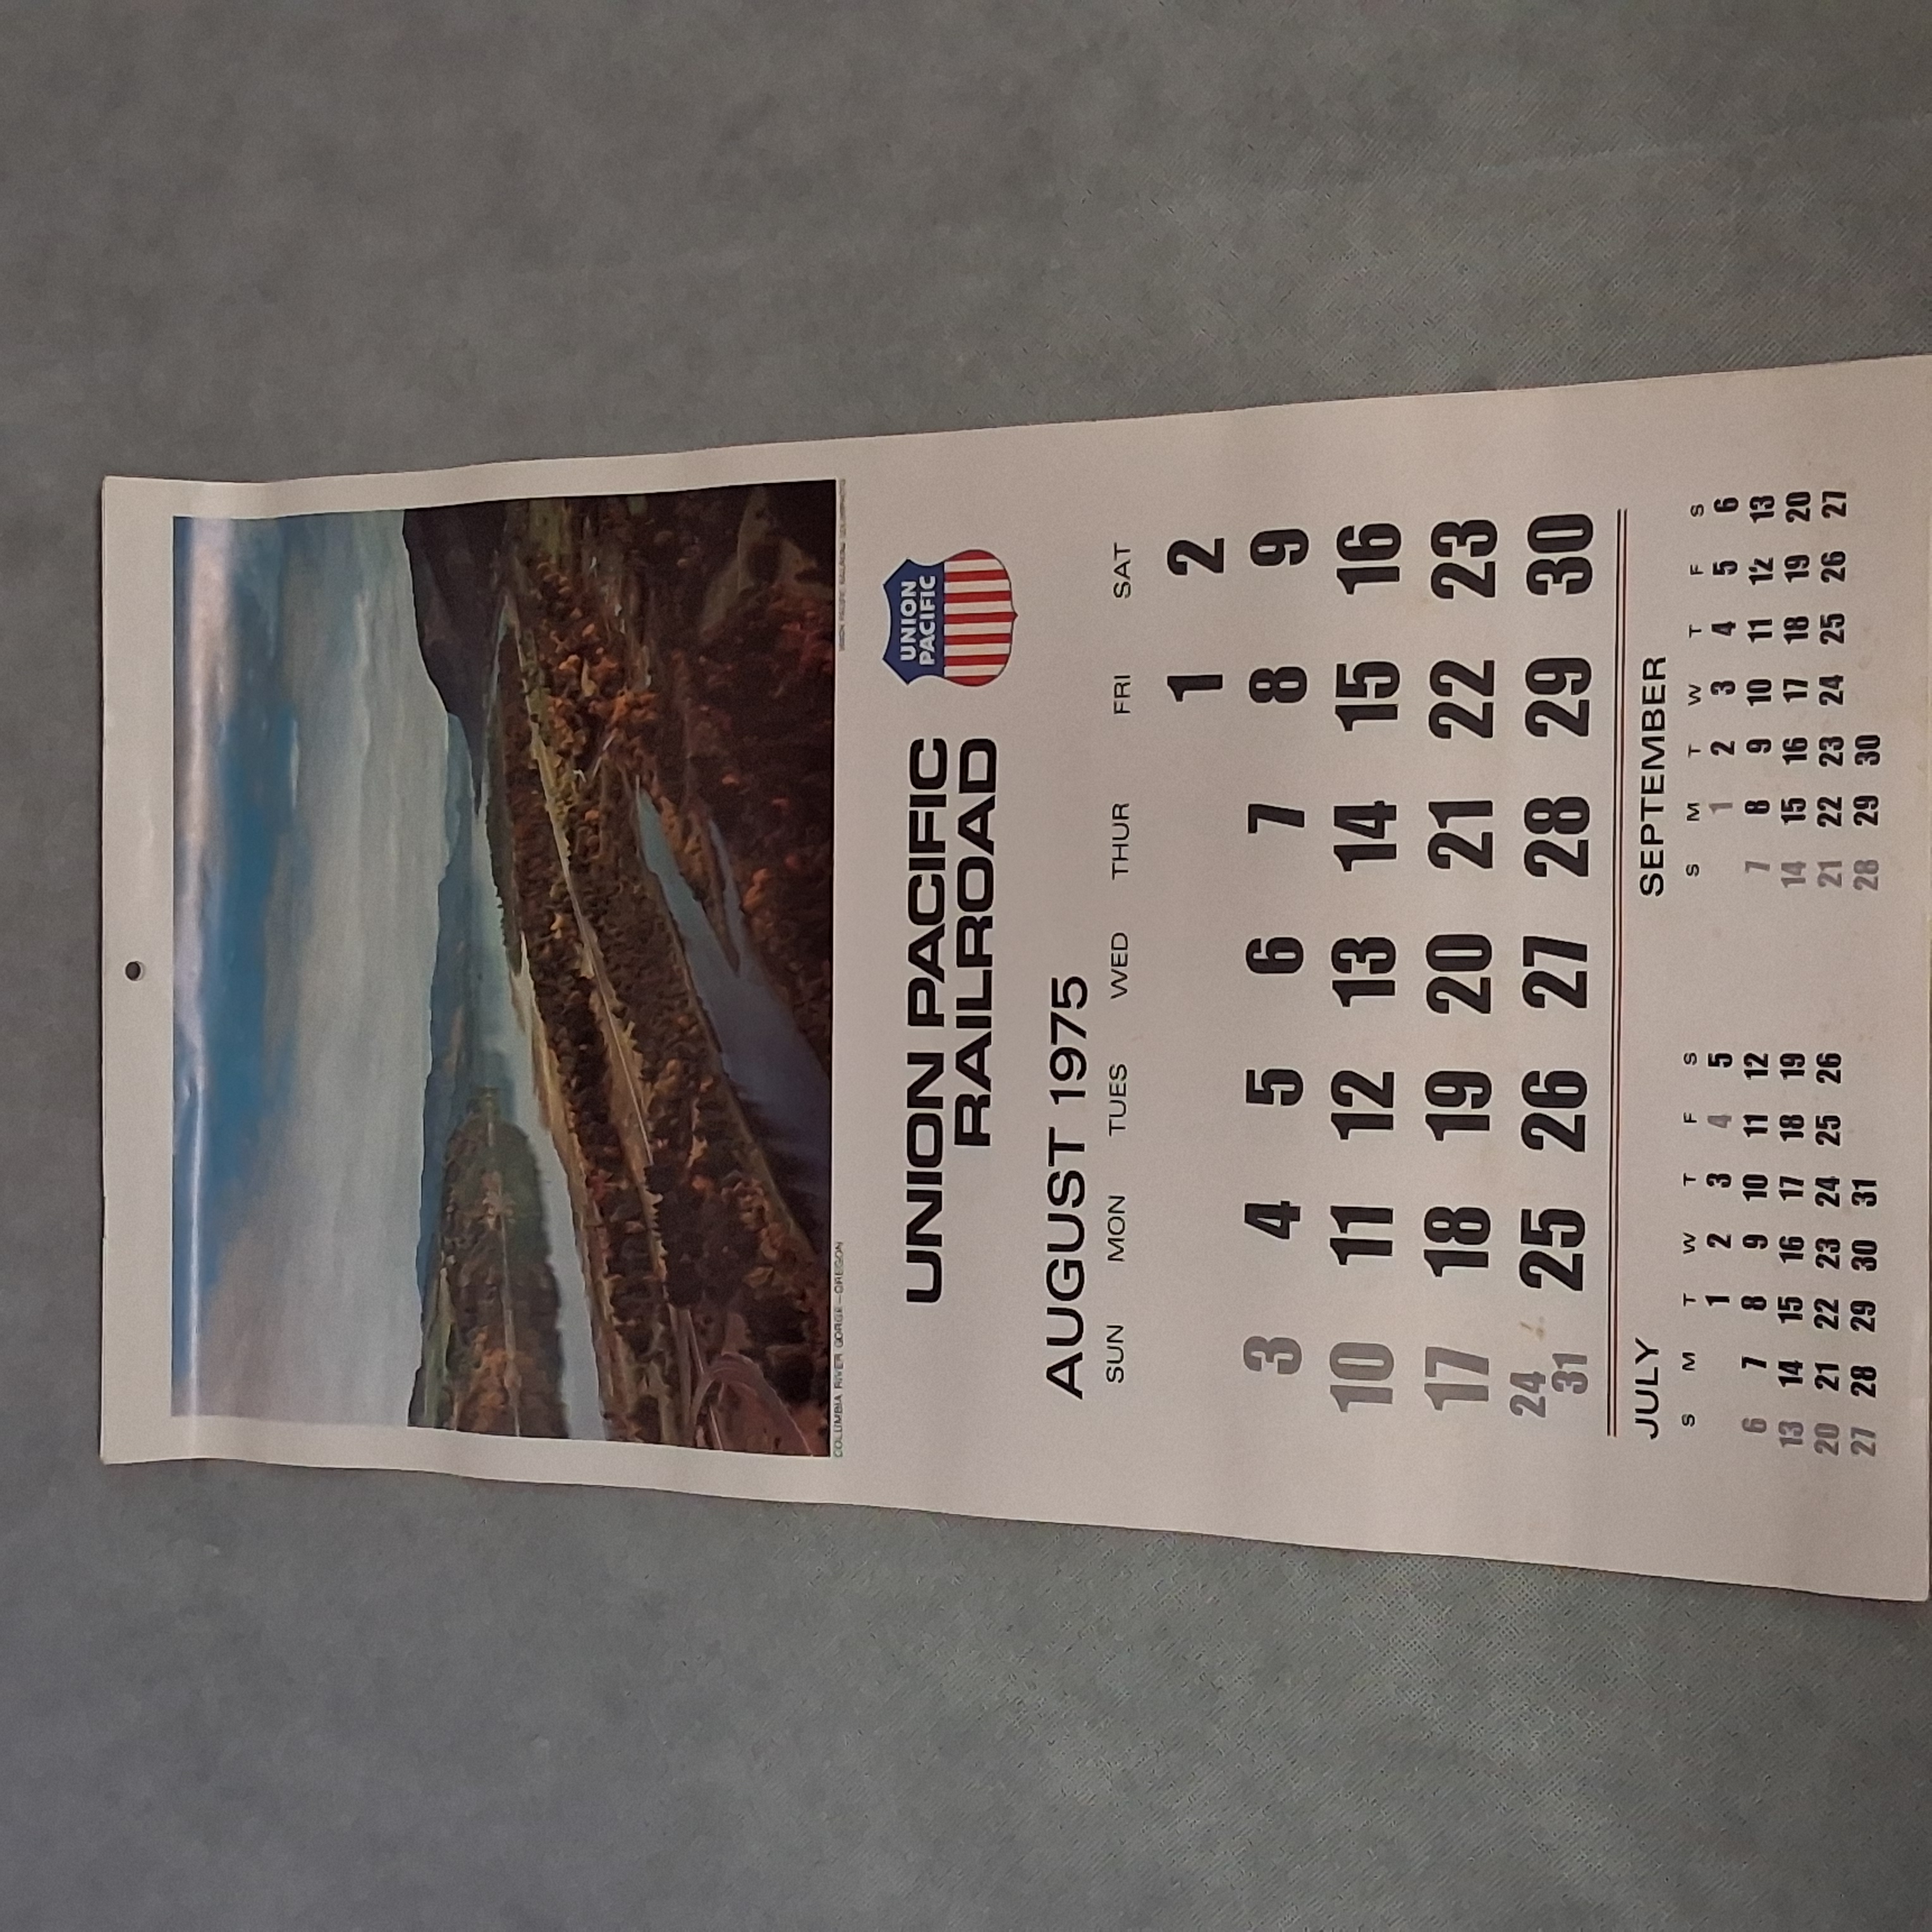 COLUMBIA RIVER GORGE—OREGON
UNION PACIFIC
RAILROAD
UNION
PACIFIC
AUGUST 1975
SUN MON TUES WED THUR FRI SAT
1 2
3 4 5 6 7 8 9
10 11 12 13 14 15 16
17 18 19 20 21 22 23
24 25 26 27 28 29 30
31
JULY
S M T W T F S
1 2 3 4 5
6 7 8 9 10 11 12
13 14 15 16 17 18 19
20 21 22 23 24 25 26
27 28 29 30 31
SEPTEMBER
S M T W T F S
1 2 3 4 5 6
7 8 9 10 11 12 13
14 15 16 17 18 19 20
21 22 23 24 25 26 27
28 29 30